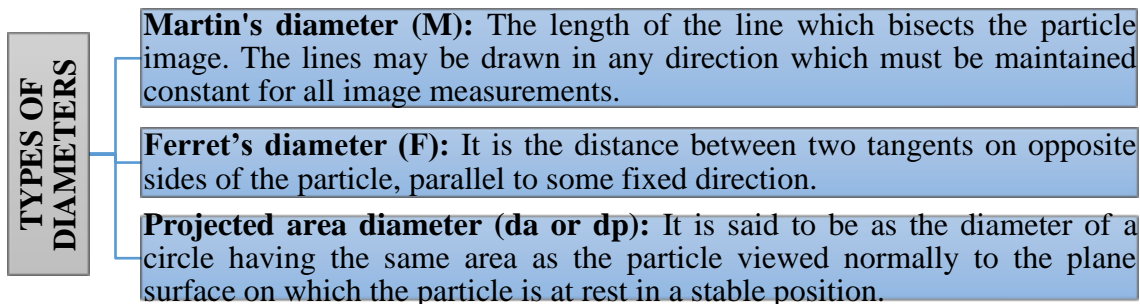 TYPES OF
DIAMETERS
Martin's diameter (M): The length of the line which bisects the particle
image. The lines may be drawn in any direction which must be maintained
constant for all image measurements.
Ferret’s diameter (F): It is the distance between two tangents on opposite
sides of the particle, parallel to some fixed direction.
Projected area diameter (da or dp): It is said to be as the diameter of a
circle having the same area as the particle viewed normally to the plane
surface on which the particle is at rest in a stable position.